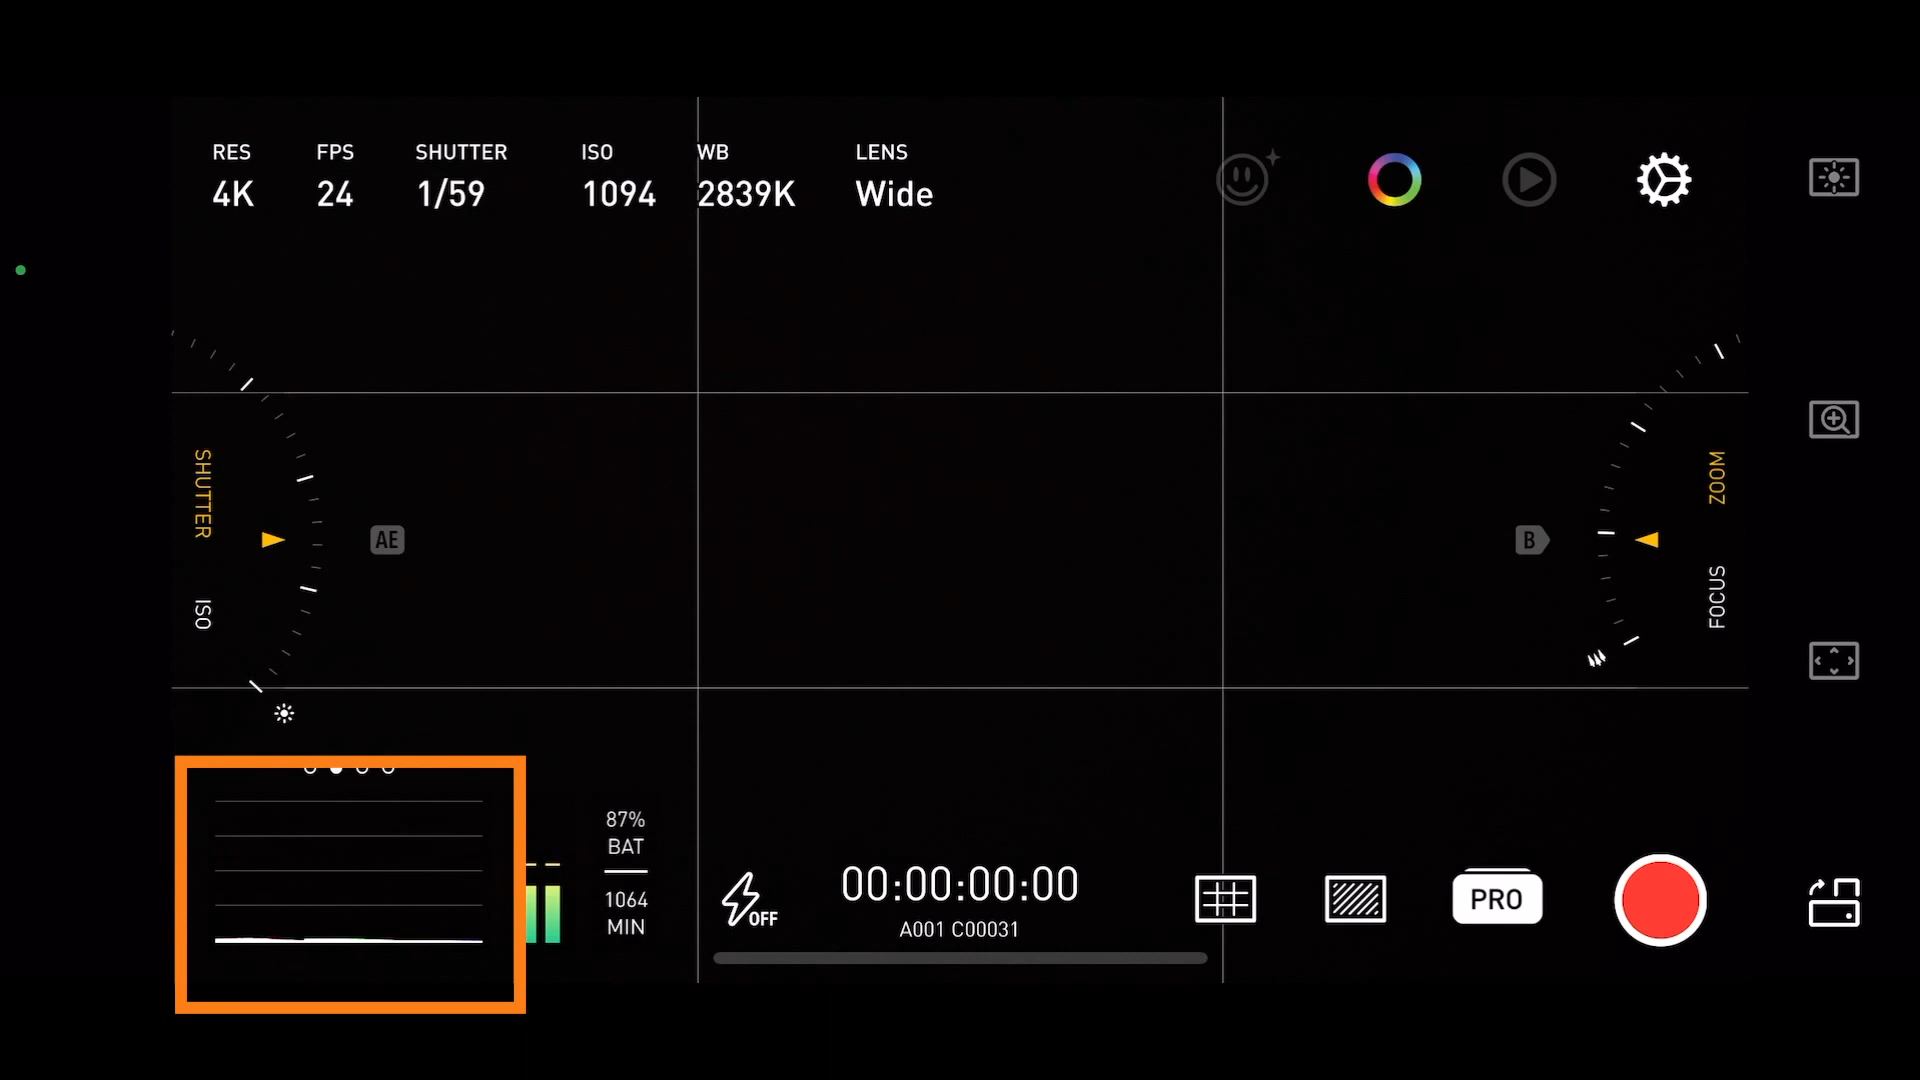 RES FPS SHUTTER ISO WB LENS
4K 24 1/59 1094 2839K Wide
SHUTTER
ISO
AE
B
ZOOM
FOCUS
87%
BAT
1064
MIN
OFF
00:00:00:00
A001 C00031
PRO